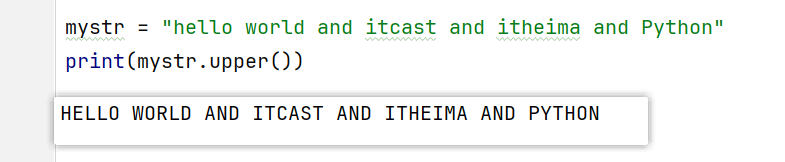 mystr = "hello world and itcast and itheima and Python"
print(mystr.upper())
HELLO WORLD AND ITCAST AND ITHEIMA AND PYTHON